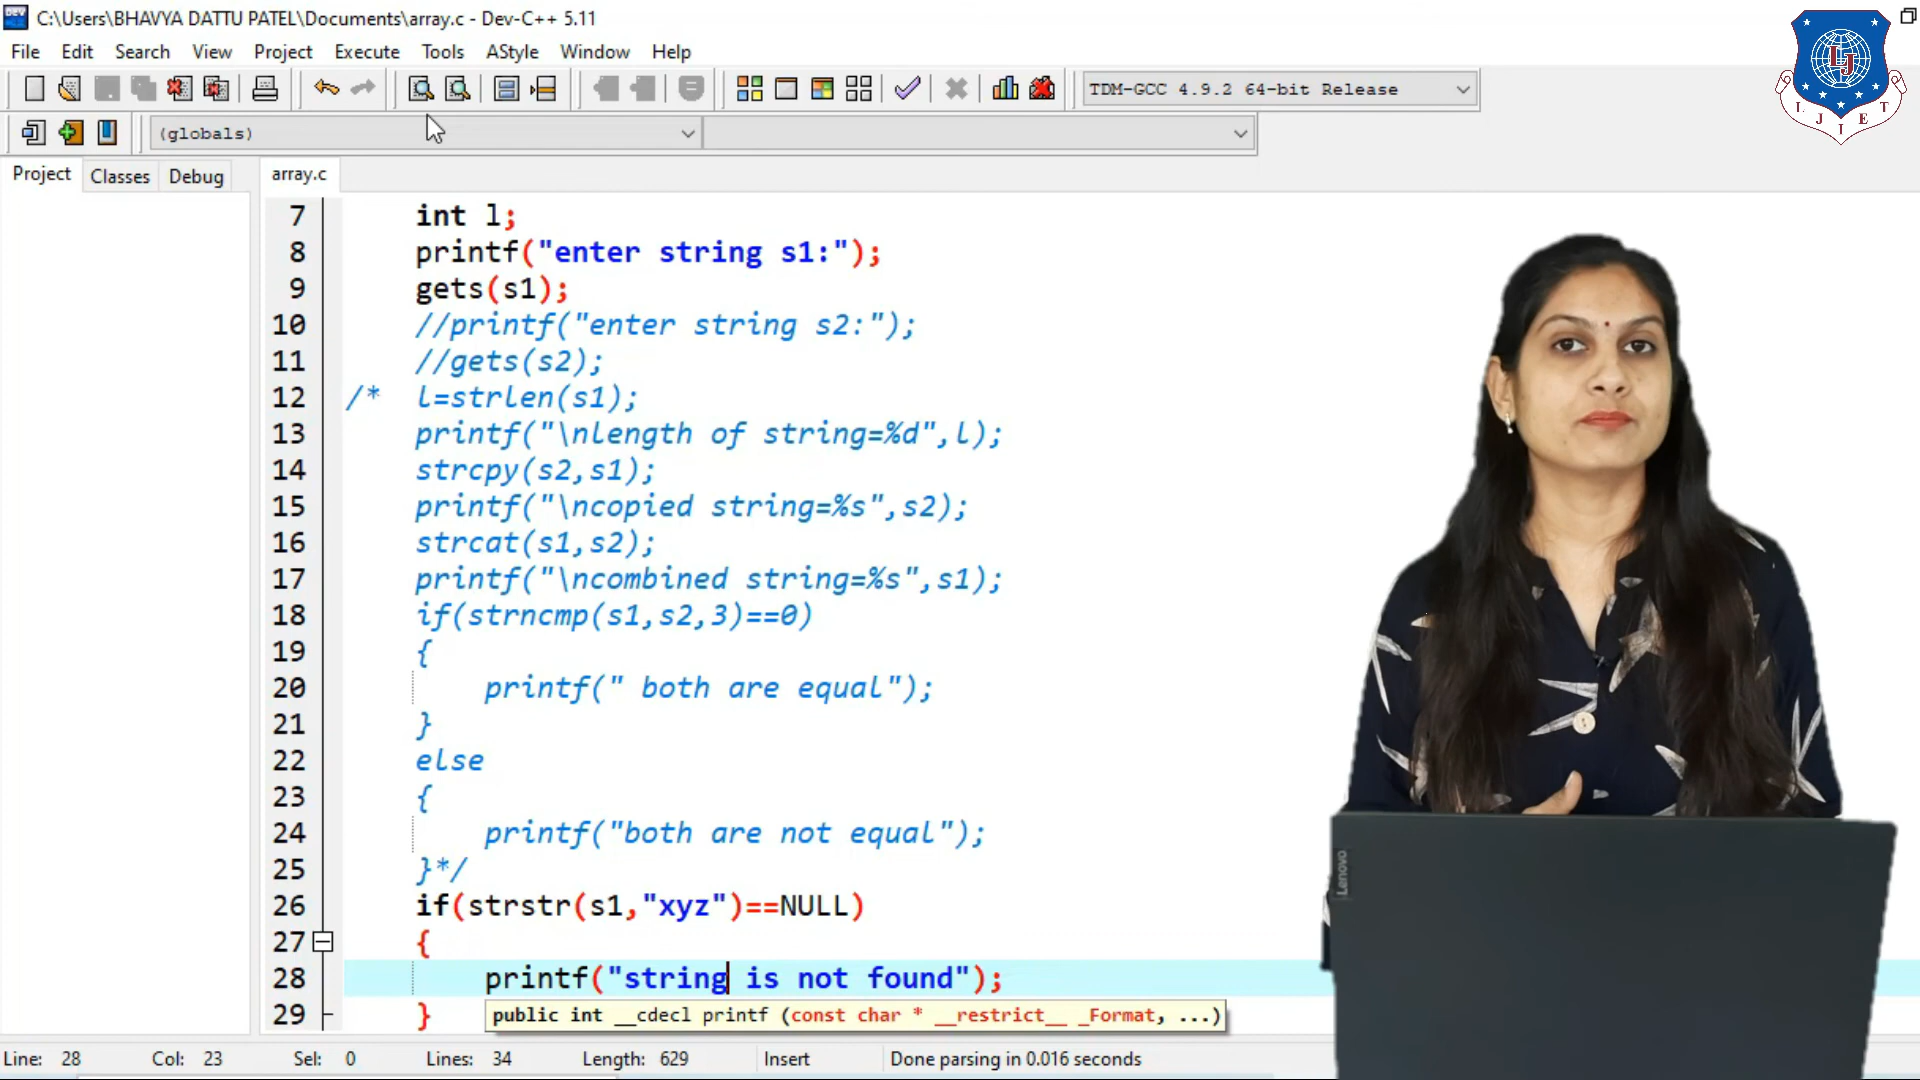 C:\Users\BHAVYA DATTU PATEL\Documents\array.c - Dev-C++ 5.11
File Edit Search View Project Execute Tools AStyle Window Help
TDM-GCC 4.9.2 64-bit Release
(globals)
LJ
L J I E T
Project Classes Debug array.c
7 int l;
8 printf("enter string s1:");
9 gets(s1);
10 //printf("enter string s2:");
11 //gets(s2);
12 /* l=strlen(s1);
13 printf("\nlength of string=%d",l);
14 strcpy(s2,s1);
15 printf("\ncopied string=%s",s2);
16 strcat(s1,s2);
17 printf("\ncombined string=%s",s1);
18 if(strncmp(s1,s2,3)==0)
19 {
20 printf(" both are equal");
21 }
22 else
23 {
24 printf("both are not equal");
25 }*/
26 if(strstr(s1,"xyz")==NULL)
27 {
28 printf("string is not found");
29 }
public int __cdecl printf (const char * __restrict__ _Format, ...)
Lenovo
Line: 28 Col: 23 Sel: 0 Lines: 34 Length: 629 Insert Done parsing in 0.016 seconds